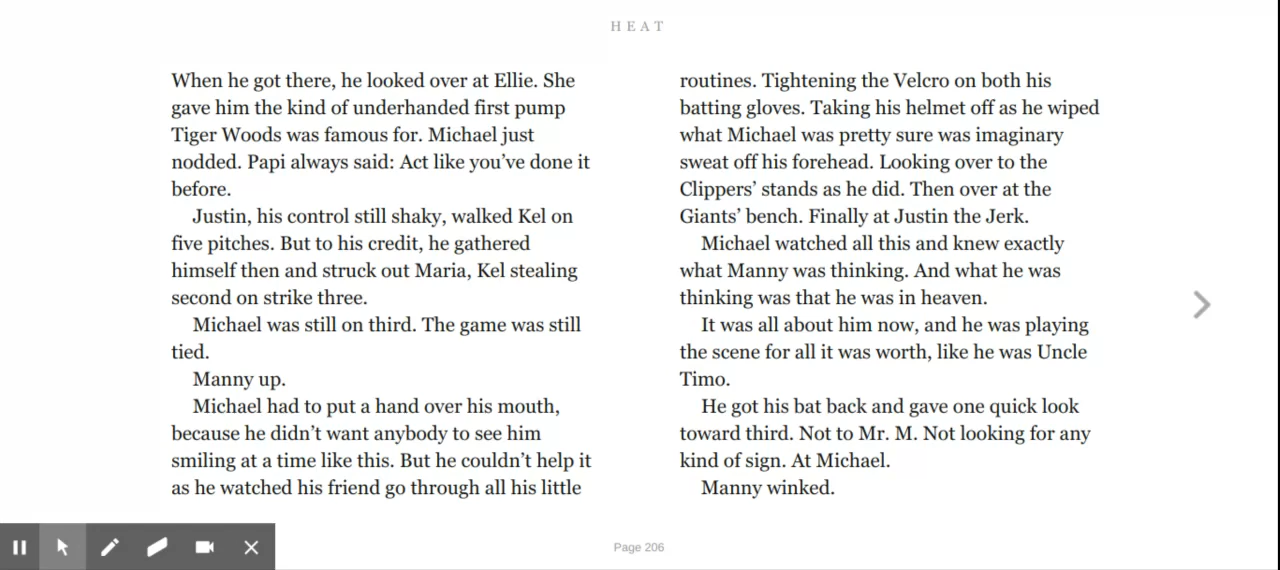 HEAT
When he got there, he looked over at Ellie. She
gave him the kind of underhanded first pump
Tiger Woods was famous for. Michael just
nodded. Papi always said: Act like you've done it
before.
Justin, his control still shaky, walked Kel on
five pitches. But to his credit, he gathered
himself then and struck out Maria, Kel stealing
second on strike three.
Michael was still on third. The game was still
tied.
Manny up.
Michael had to put a hand over his mouth,
because he didn't want anybody to see him
smiling at a time like this. But he couldn't help it
as he watched his friend go through all his little
routines. Tightening the Velcro on both his
batting gloves. Taking his helmet off as he wiped
what Michael was pretty sure was imaginary
sweat off his forehead. Looking over to the
Clippers' stands as he did. Then over at the
Giants' bench. Finally at Justin the Jerk.
Michael watched all this and knew exactly
what Manny was thinking. And what he was
thinking was that he was in heaven.
It was all about him now, and he was playing
the scene for all it was worth, like he was Uncle
Timo.
He got his bat back and gave one quick look
toward third. Not to Mr. M. Not looking for any
kind of sign. At Michael.
Manny winked.
Page 206